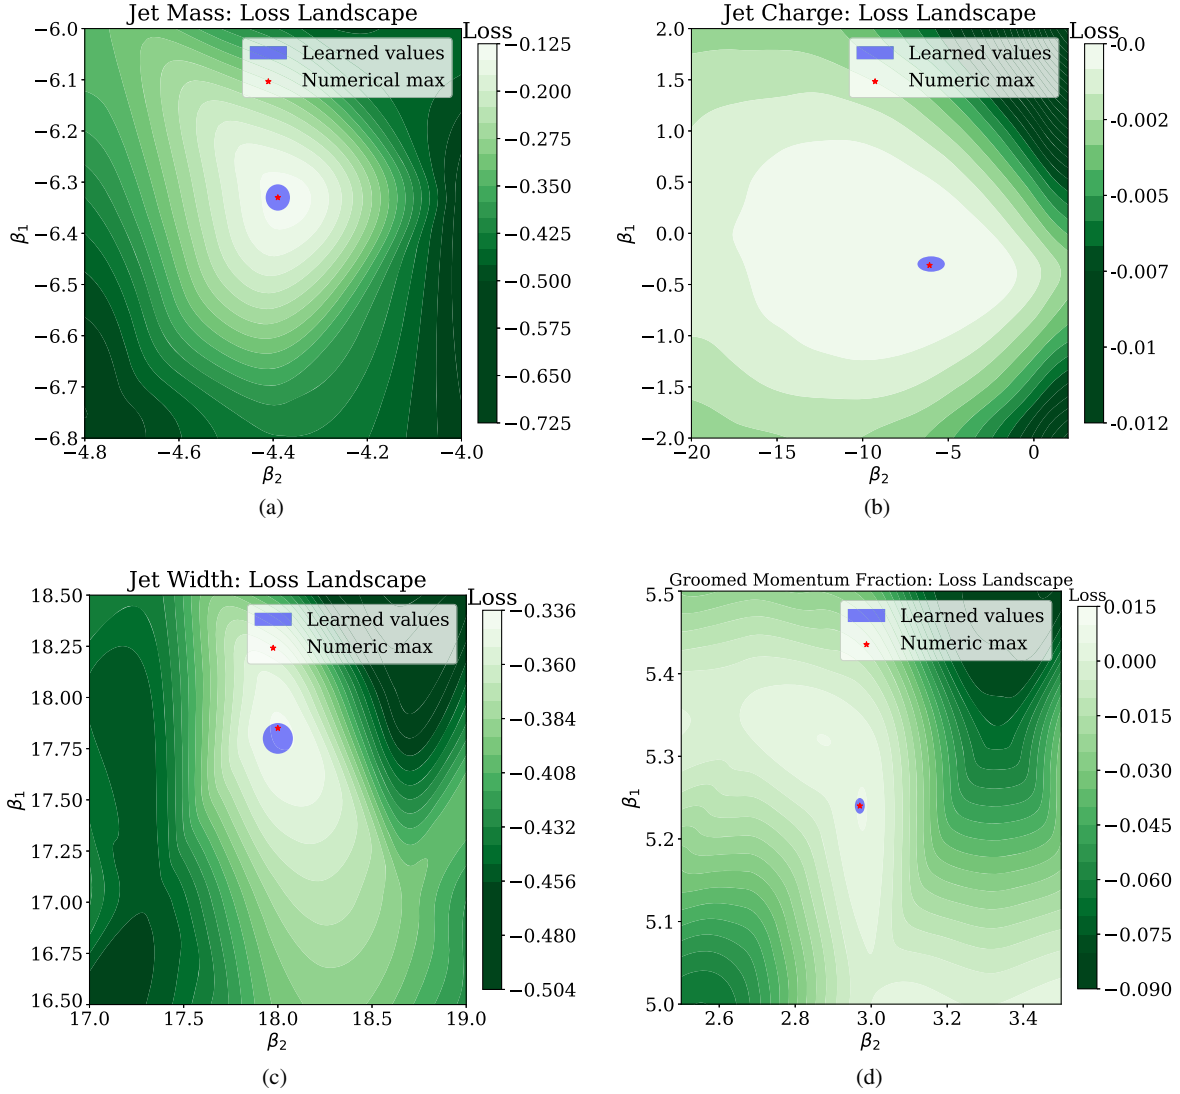 Jet Mass: Loss Landscape
Loss
Learned values
Numerical max
−6.0
−6.1
−6.2
−6.3
−6.4
−6.5
−6.6
−6.7
−6.8
β1
−4.8 −4.6 −4.4 −4.2 −4.0
β2
−0.125
−0.200
−0.275
−0.350
−0.425
−0.500
−0.575
−0.650
−0.725
(a)
Jet Charge: Loss Landscape
Loss
Learned values
Numeric max
2.0
1.5
1.0
0.5
0.0
−0.5
−1.0
−1.5
−2.0
β1
−20 −15 −10 −5 0
β2
-0.0
-0.002
-0.005
-0.007
-0.01
-0.012
(b)
Jet Width: Loss Landscape
Loss
Learned values
Numeric max
18.50
18.25
18.00
17.75
17.50
17.25
17.00
16.75
16.50
β1
17.0 17.5 18.0 18.5 19.0
β2
−0.336
−0.360
−0.384
−0.408
−0.432
−0.456
−0.480
−0.504
(c)
Groomed Momentum Fraction: Loss Landscape
Loss
Learned values
Numeric max
5.5
5.4
5.3
5.2
5.1
5.0
β1
2.6 2.8 3.0 3.2 3.4
β2
0.015
0.000
−0.015
−0.030
−0.045
−0.060
−0.075
−0.090
(d)